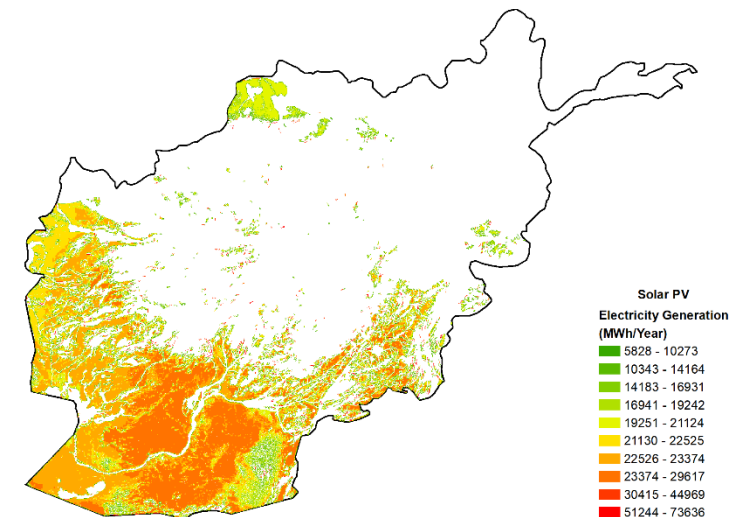 Solar PV
Electricity Generation
(MWh/Year)
5828 - 10273
10343 - 14164
14183 - 16931
16941 - 19242
19251 - 21124
21130 - 22525
22526 - 23374
23374 - 29617
30415 - 44969
51244 - 73636